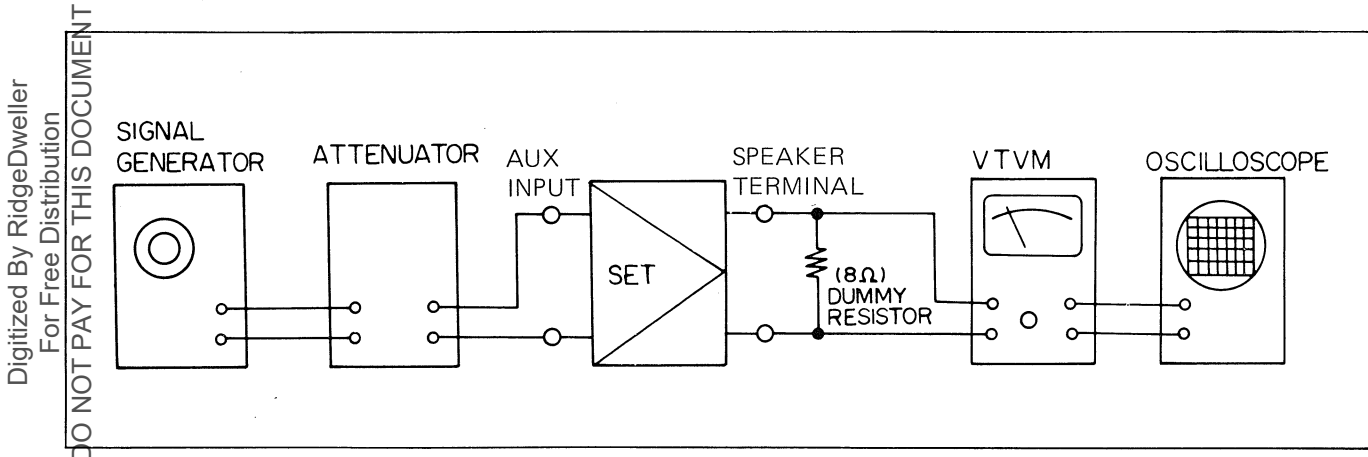 Digitized By RidgeDweller
For Free Distribution
DO NOT PAY FOR THIS DOCUMENT
SIGNAL
GENERATOR
ATTENUATOR
AUX
INPUT
SET
SPEAKER
TERMINAL
(8Ω)
DUMMY
RESISTOR
VTVM
OSCILLOSCOPE